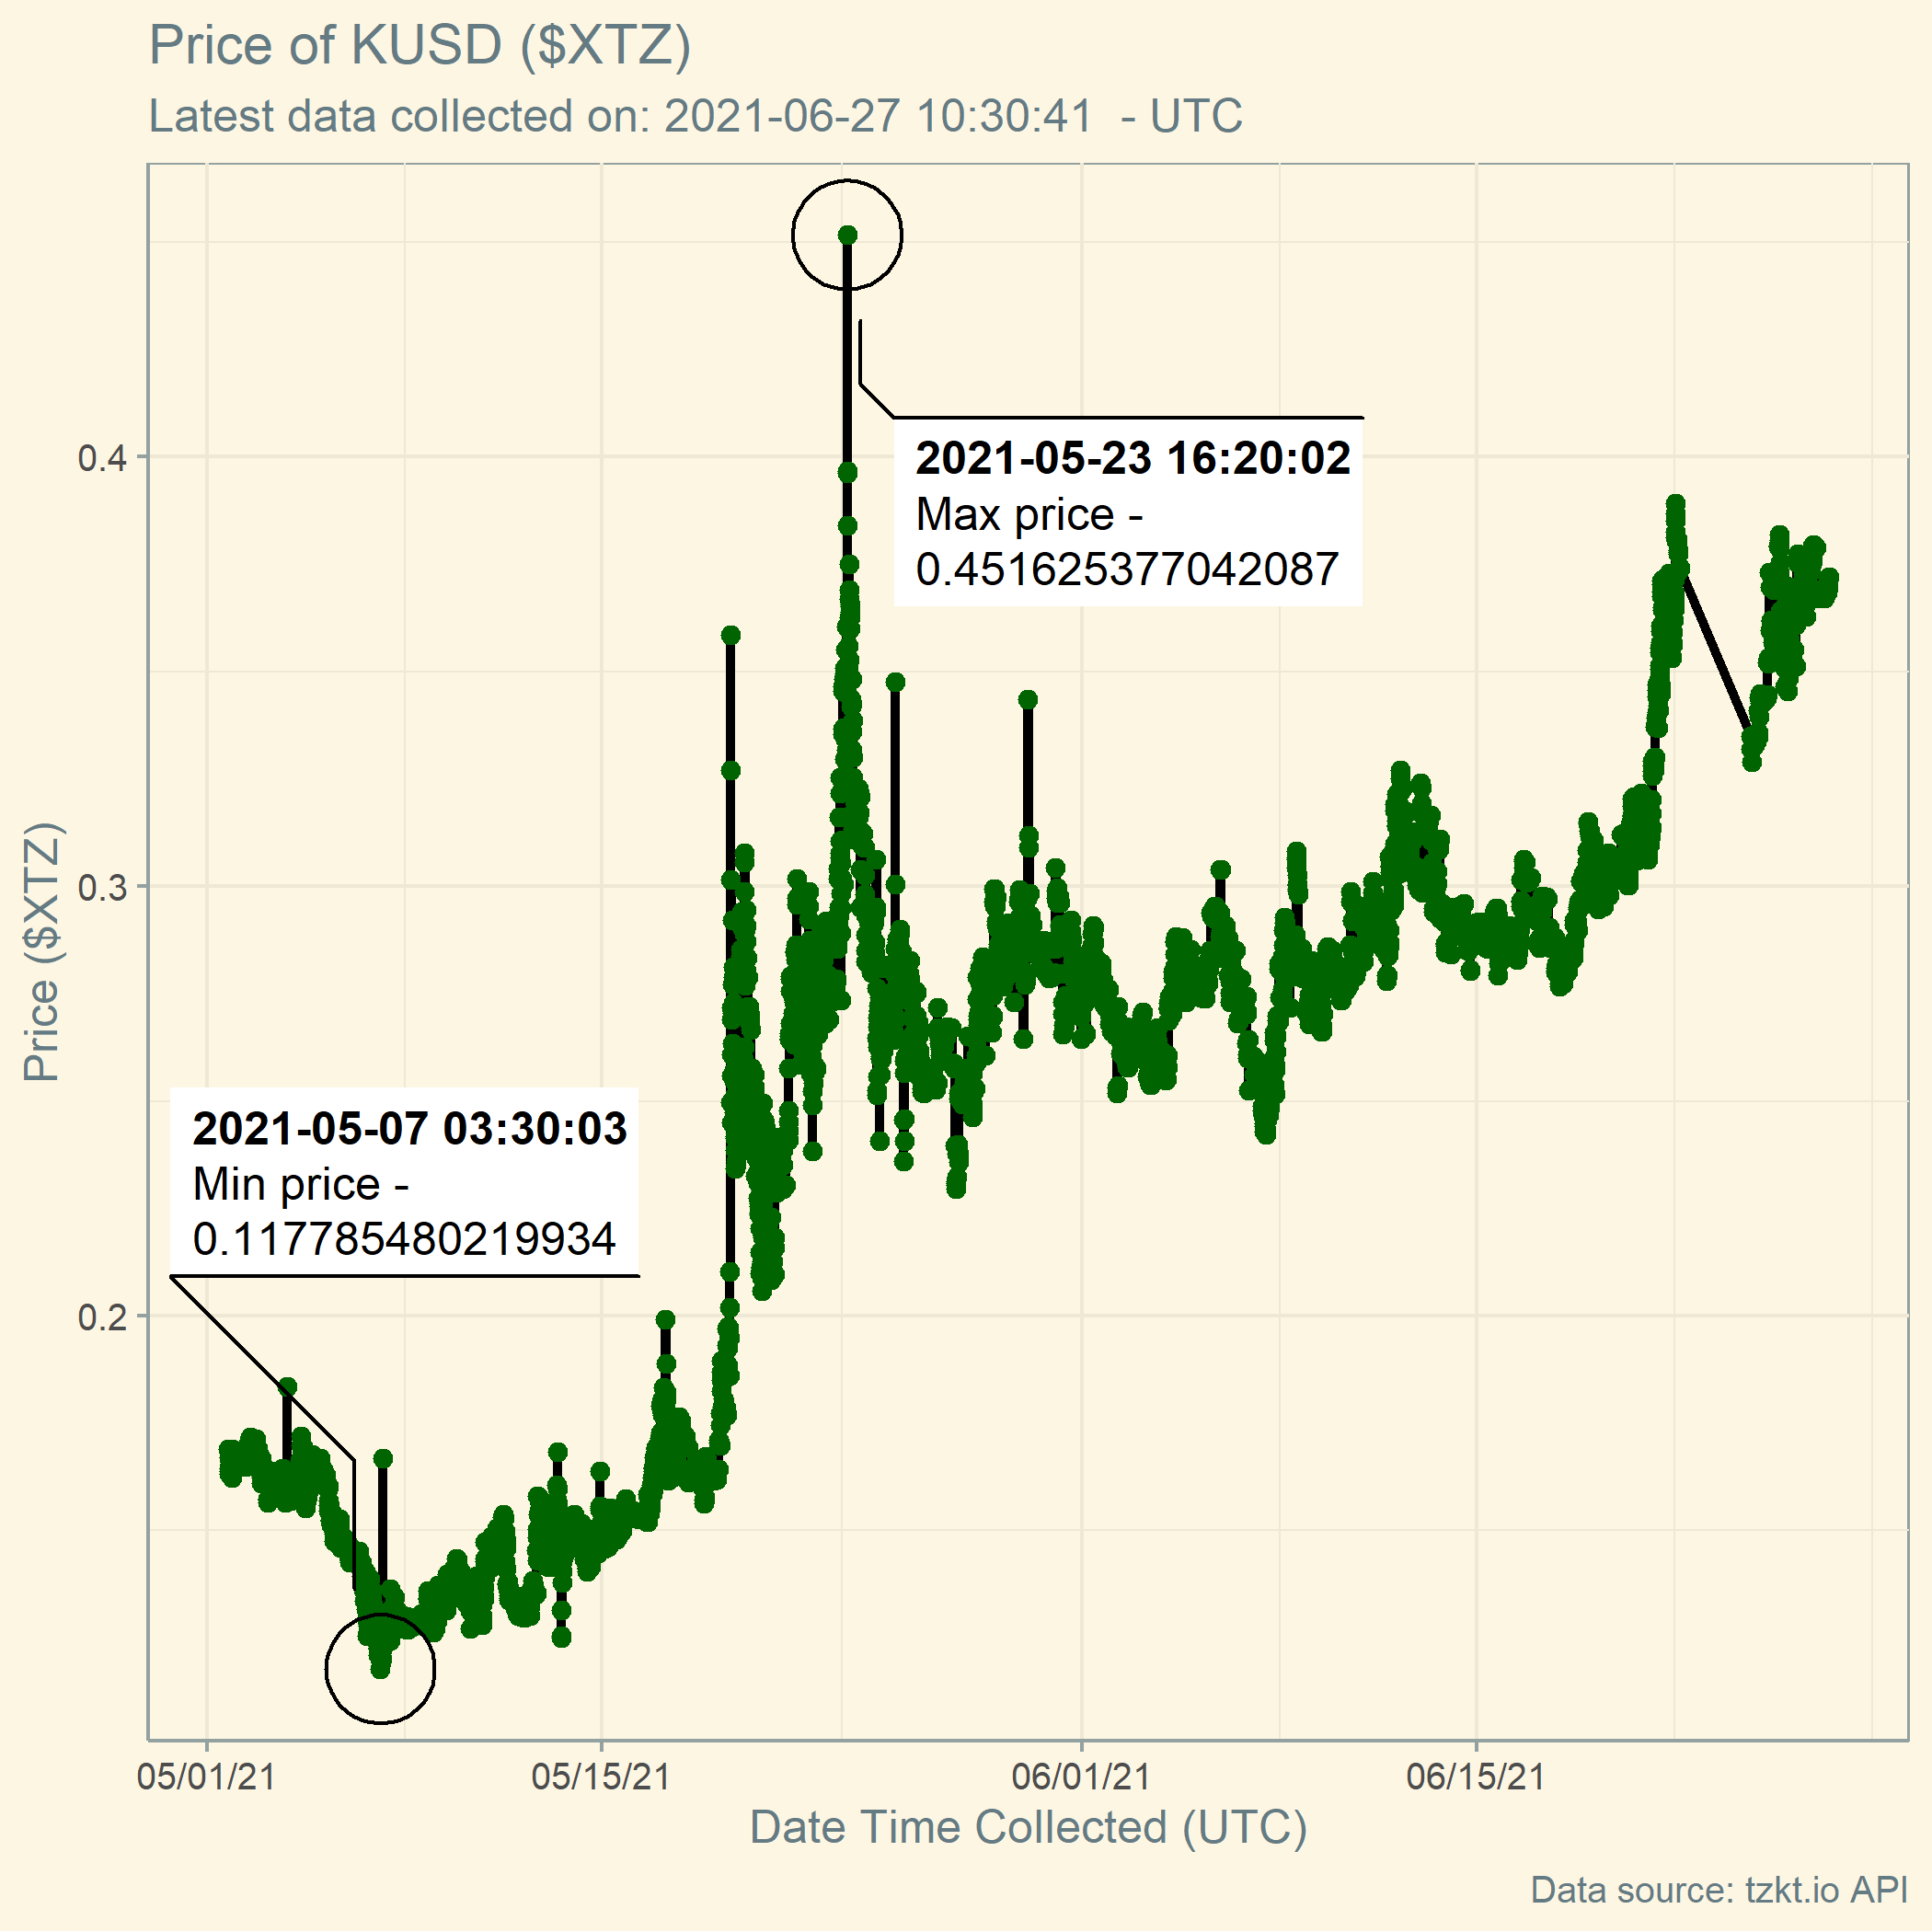 Price of KUSD ($XTZ)
Latest data collected on: 2021-06-27 10:30:41  - UTC
Price ($XTZ)
0.4
0.3
0.2
2021-05-23 16:20:02
Max price -
0.451625377042087
2021-05-07 03:30:03
Min price -
0.117785480219934
05/01/21
05/15/21
06/01/21
06/15/21
Date Time Collected (UTC)
Data source: tzkt.io API